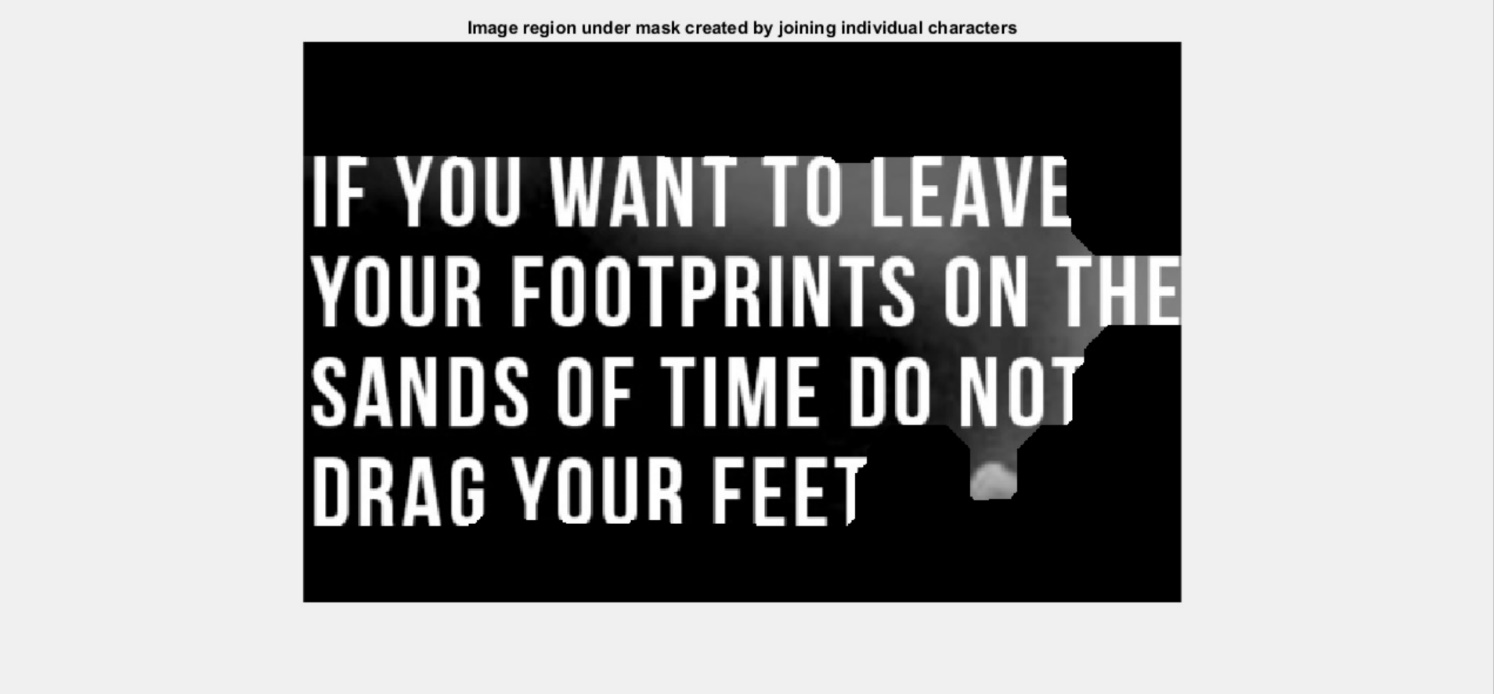 Image region under mask created by joining individual characters
IF YOU WANT TO LEAVE
YOUR FOOTPRINTS ON THE
SANDS OF TIME DO NOT
DRAG YOUR FEET